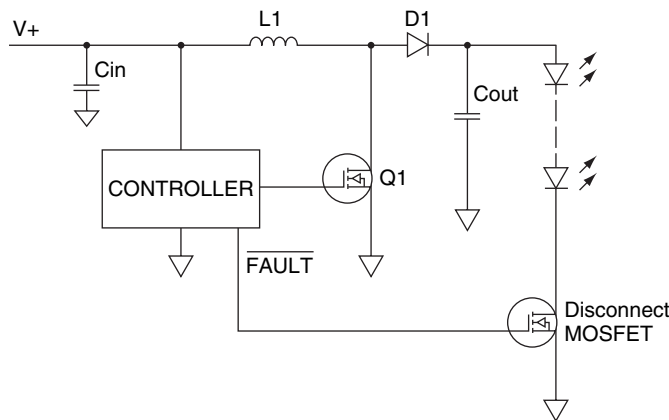 V+
L1
D1
Cin
Cout
CONTROLLER
Q1
FAULT
Disconnect
MOSFET